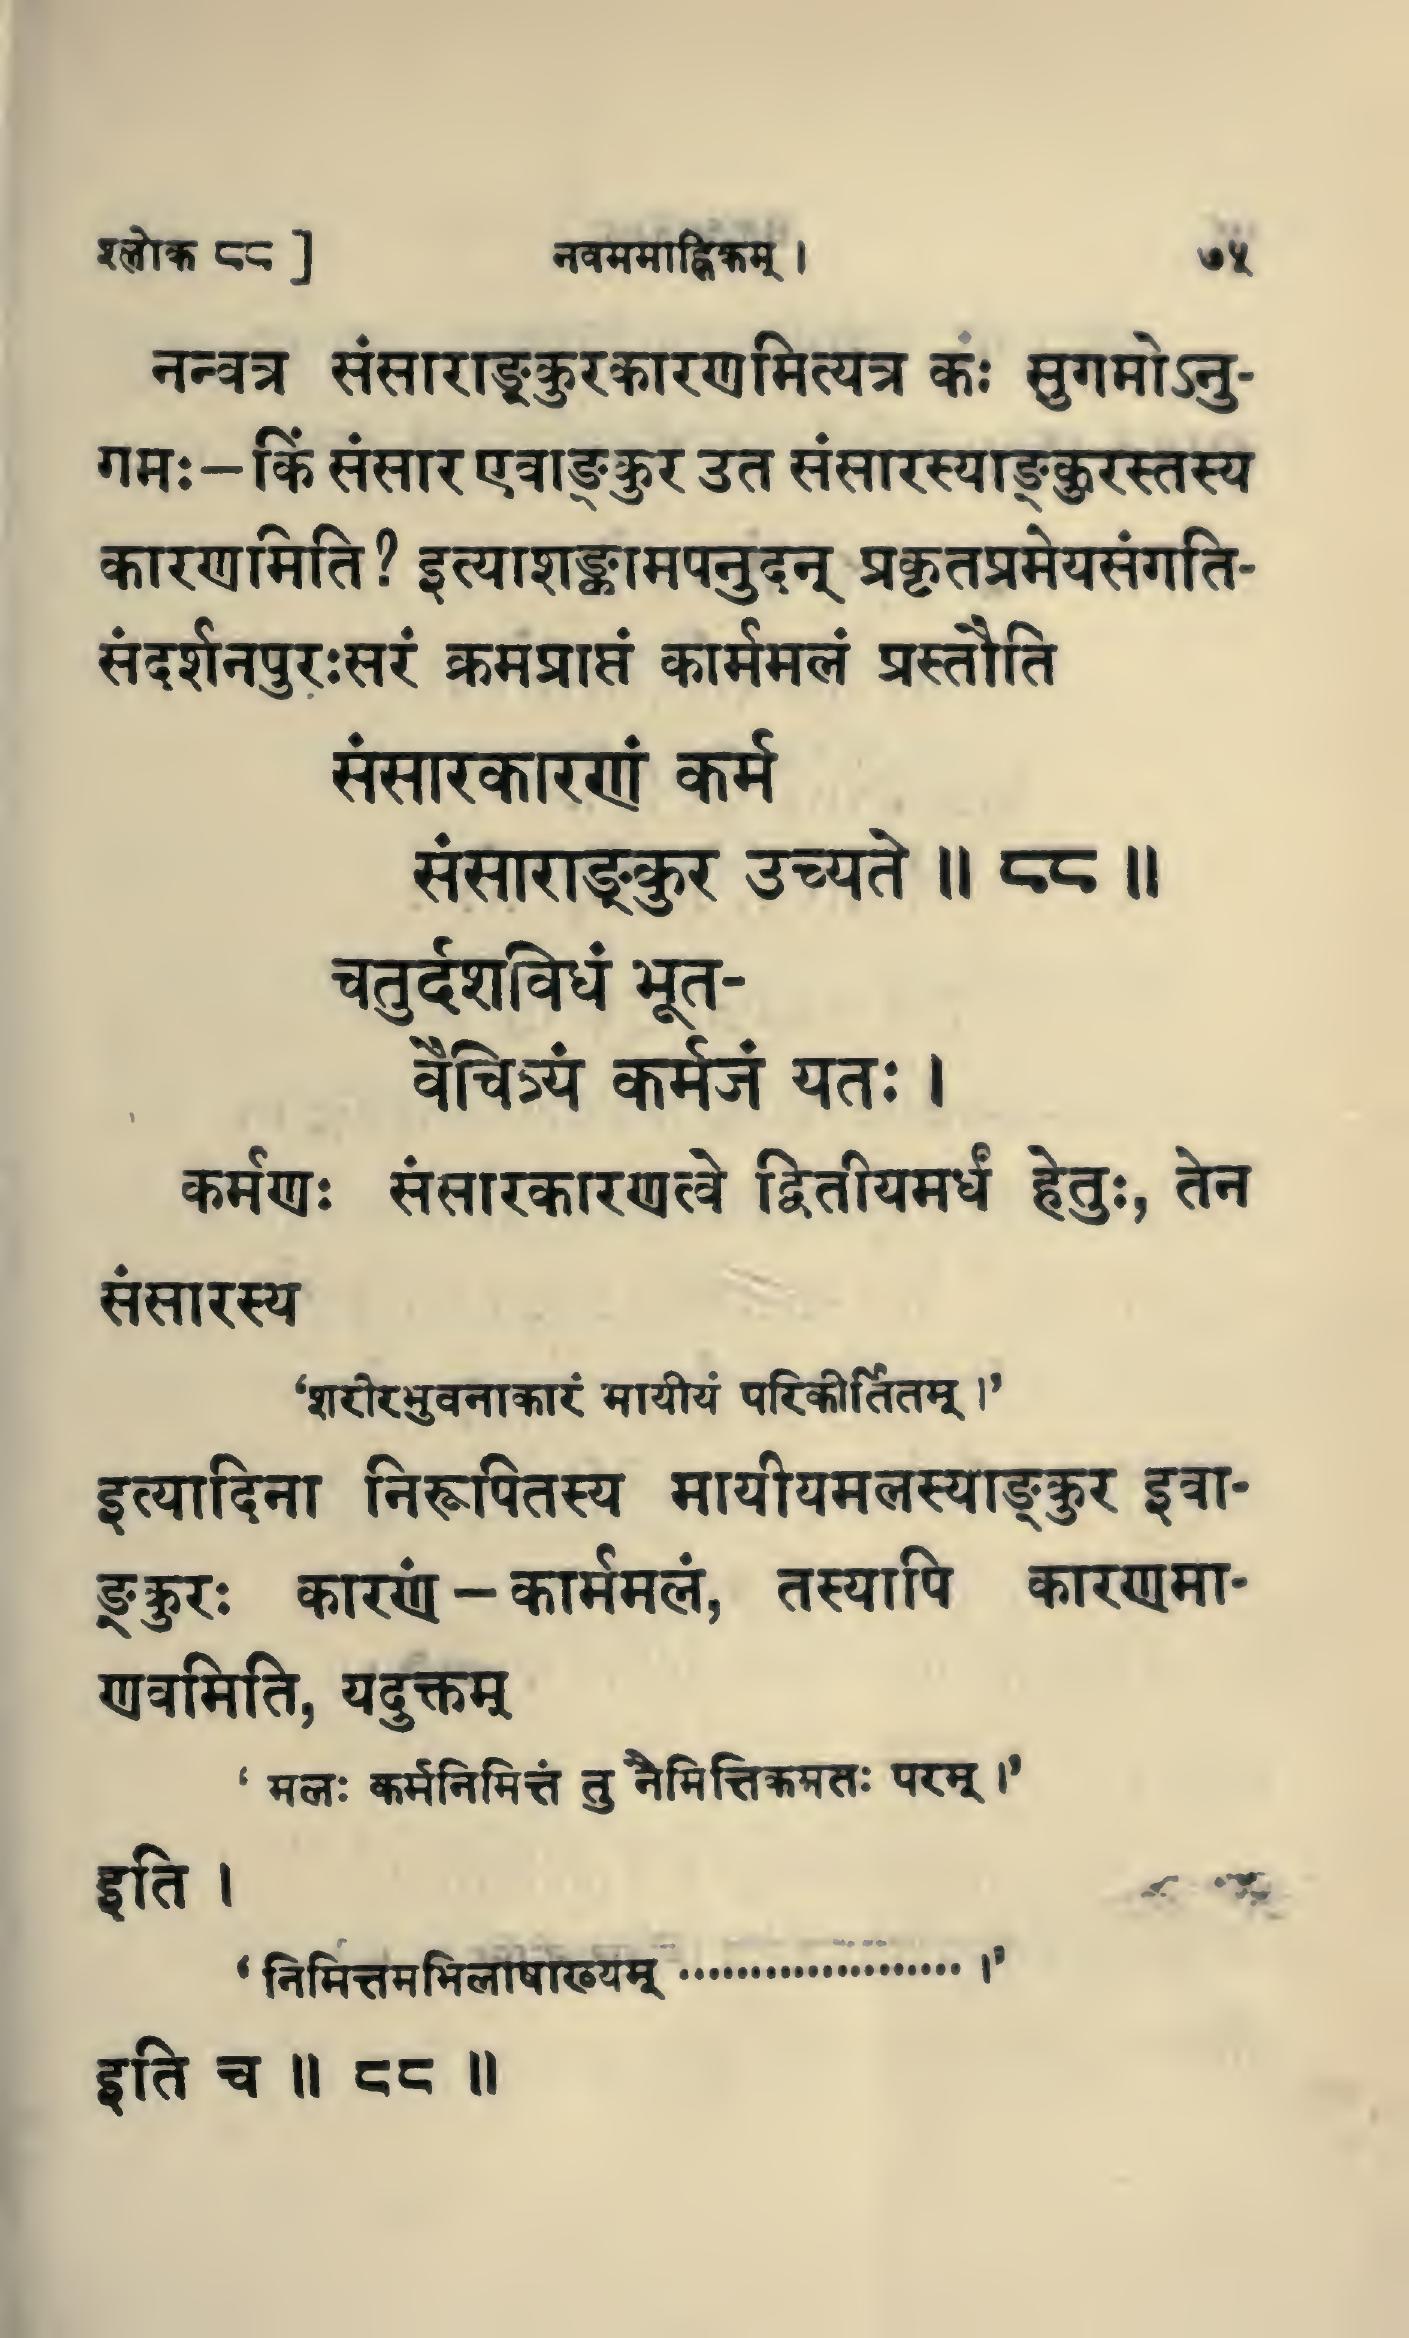 श्लोक ८८ ] नवममाह्निकम् । ७५
नन्वत्र संसाराङ्कुरकारणमित्यत्र कः सुगमोऽनु-
गमः—किं संसार एवाङ्कुर उत संसारस्याङ्कुरस्तस्य
कारणमिति? इत्याशङ्कामपनुदन् प्रकृतप्रमेयसंगति-
संदर्शनपुरःसरं क्रमप्राप्तं कार्ममलं प्रस्तौति
संसारकारणं कर्म
संसाराङ्कुर उच्यते ॥ ८८ ॥
चतुर्दशविधं भूत-
वैचित्र्यं कर्मजं यतः ।
कर्मणः संसारकारणत्वे द्वितीयमर्धं हेतुः, तेन
संसारस्य
‘शरीरभुवनाकारं मायीयं परिकीर्तितम् ।’
इत्यादिना निरूपितस्य मायीयमलस्याङ्कुर इवा-
ङ्कुरः कारणं—कार्ममलं, तस्यापि कारणमा-
णवमिति, यदुक्तम्
‘ मलः कर्मनिमित्तं तु नैमित्तिकमतः परम् ।’
इति ।
‘ निमित्तमभिलाषाख्यम् .................... ।’
इति च ॥ ८८ ॥